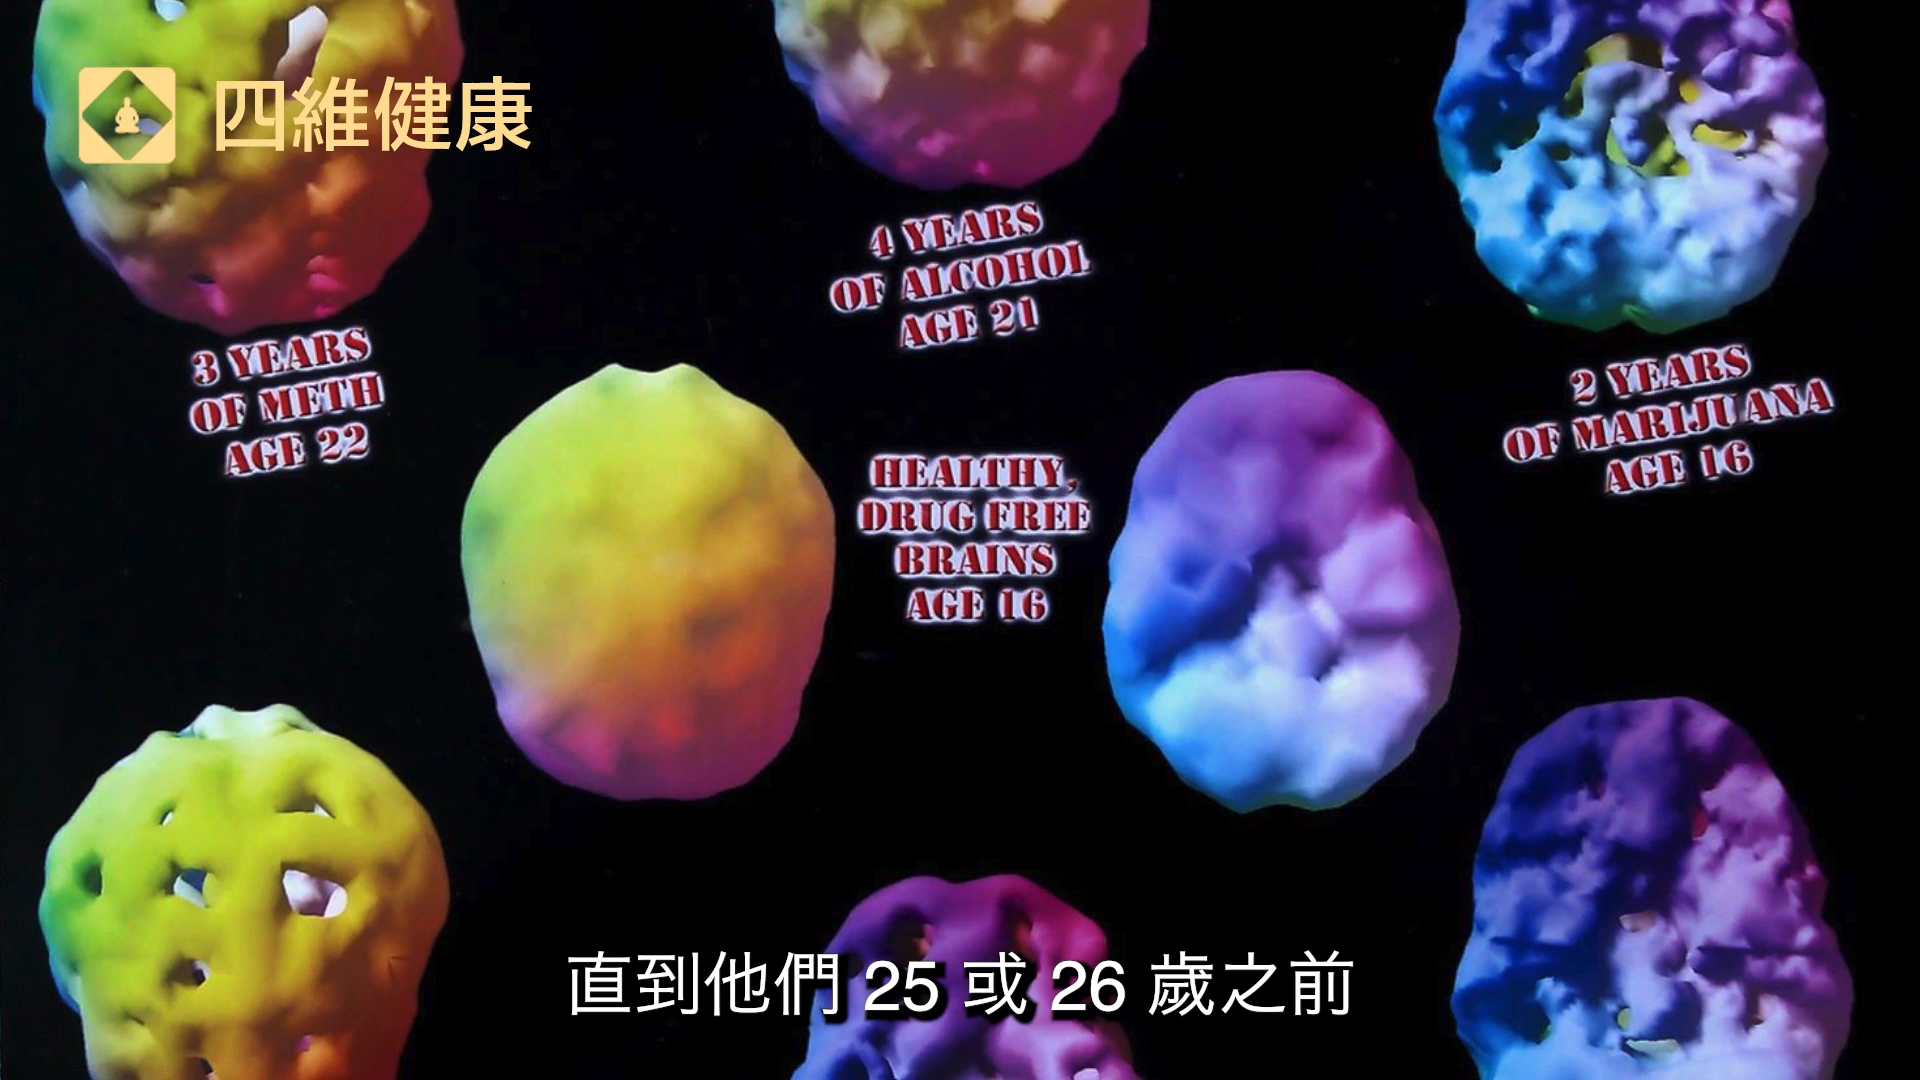 四維健康
4 YEARS
OF ALCOHOL
AGE 21
3 YEARS
OF METH
AGE 22
2 YEARS
OF MARIJUANA
AGE 16
HEALTHY,
DRUG FREE
BRAINS
AGE 16
直到他們 25 或 26 歲之前